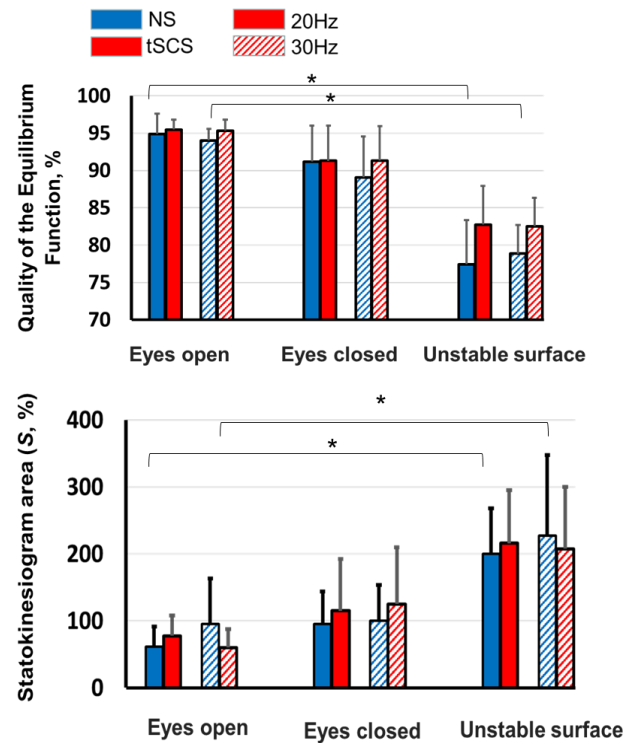 NS 20Hz
tSCS 30Hz
Quality of the Equilibrium
Function, %
100
95
90
85
80
75
70
*
*
Eyes open Eyes closed Unstable surface
Statokinesiogram area (S, %)
400
300
200
100
0
*
*
Eyes open Eyes closed Unstable surface